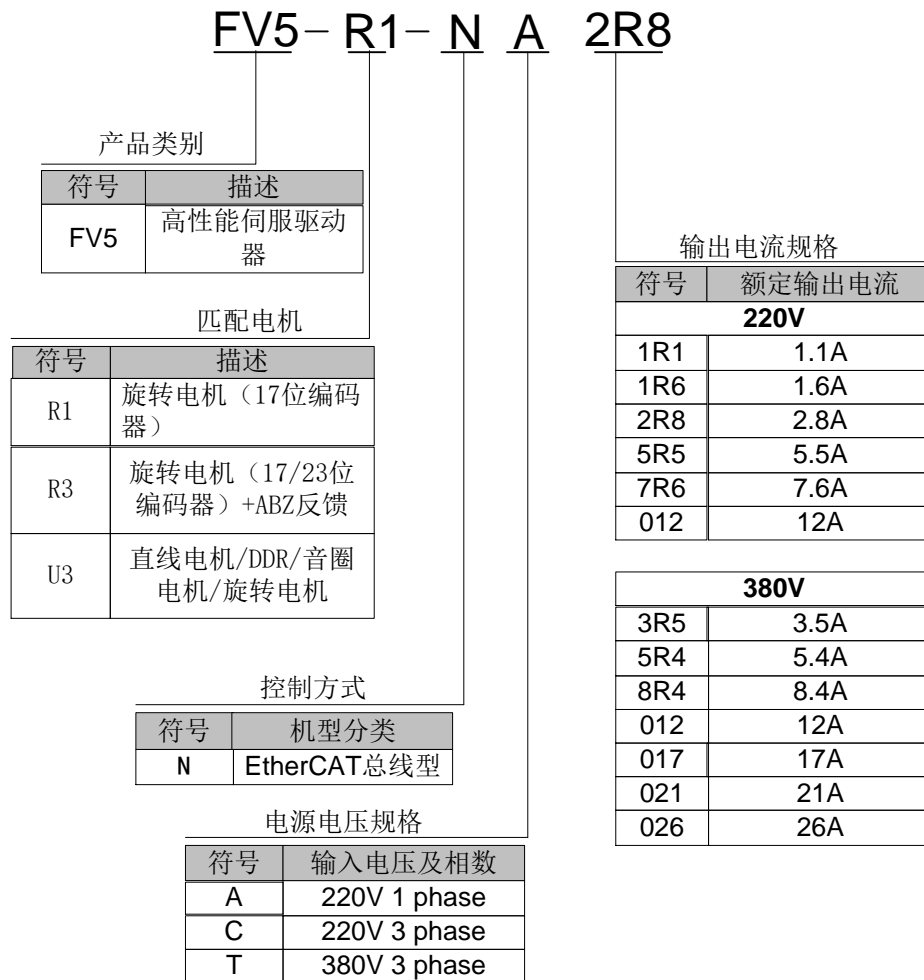 FV5-R1-N A 2R8
产品类别
符号 描述
FV5 高性能伺服驱动
器
匹配电机
符号 描述
R1 旋转电机（17位编码
器）
R3 旋转电机（17/23位
编码器）+ABZ反馈
U3 直线电机/DDR/音圈
电机/旋转电机
控制方式
符号 机型分类
N EtherCAT总线型
电源电压规格
符号 输入电压及相数
A 220V 1 phase
C 220V 3 phase
T 380V 3 phase
输出电流规格
符号 额定输出电流
220V
1R1 1.1A
1R6 1.6A
2R8 2.8A
5R5 5.5A
7R6 7.6A
012 12A
380V
3R5 3.5A
5R4 5.4A
8R4 8.4A
012 12A
017 17A
021 21A
026 26A